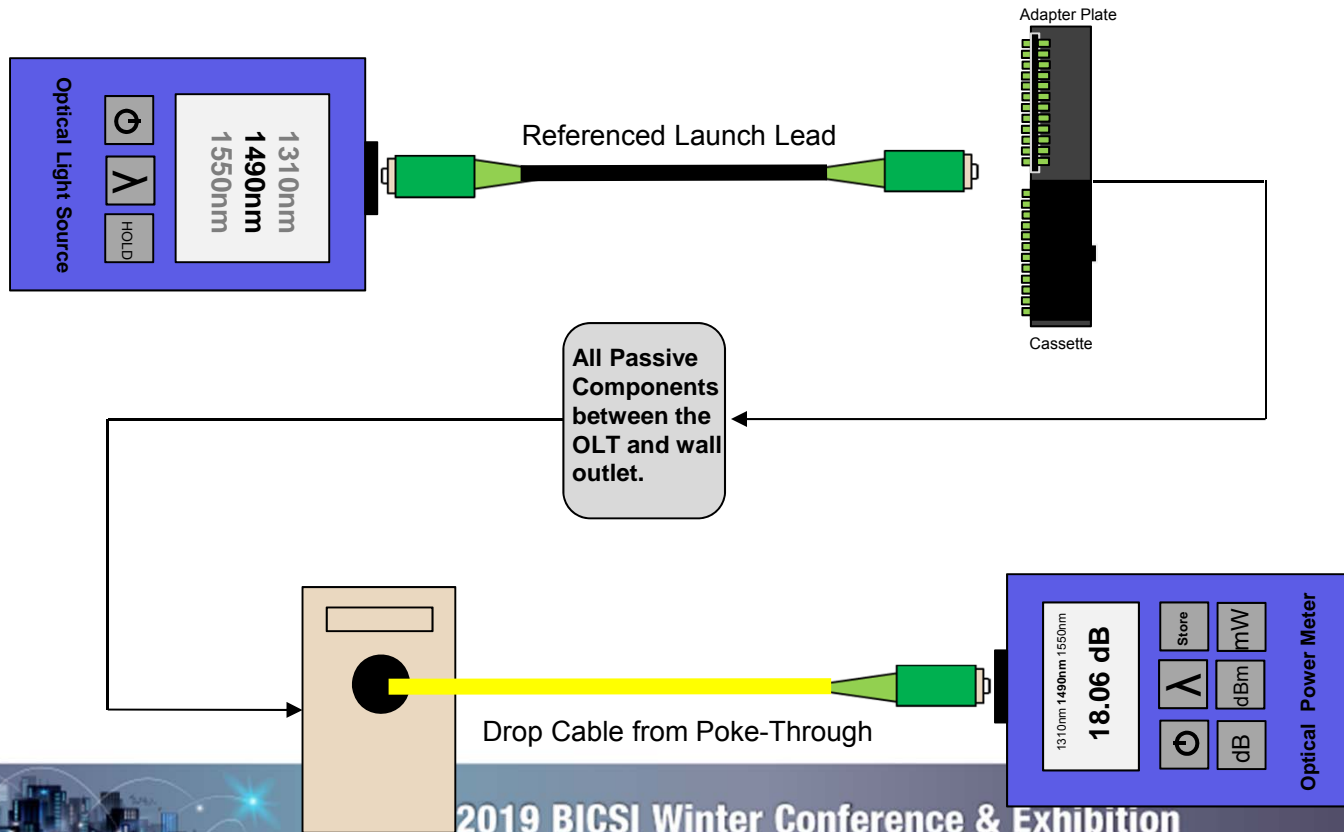 Adapter Plate
Optical Light Source
HOLD
1310nm
1490nm
1550nm
Referenced Launch Lead
Cassette
All Passive
Components
between the
OLT and wall
outlet.
Drop Cable from Poke-Through
1310nm 1490nm 1550nm
18.06 dB
Store
λ
mW
dBm
dB
Optical Power Meter
2019 BICSI Winter Conference & Exhibition